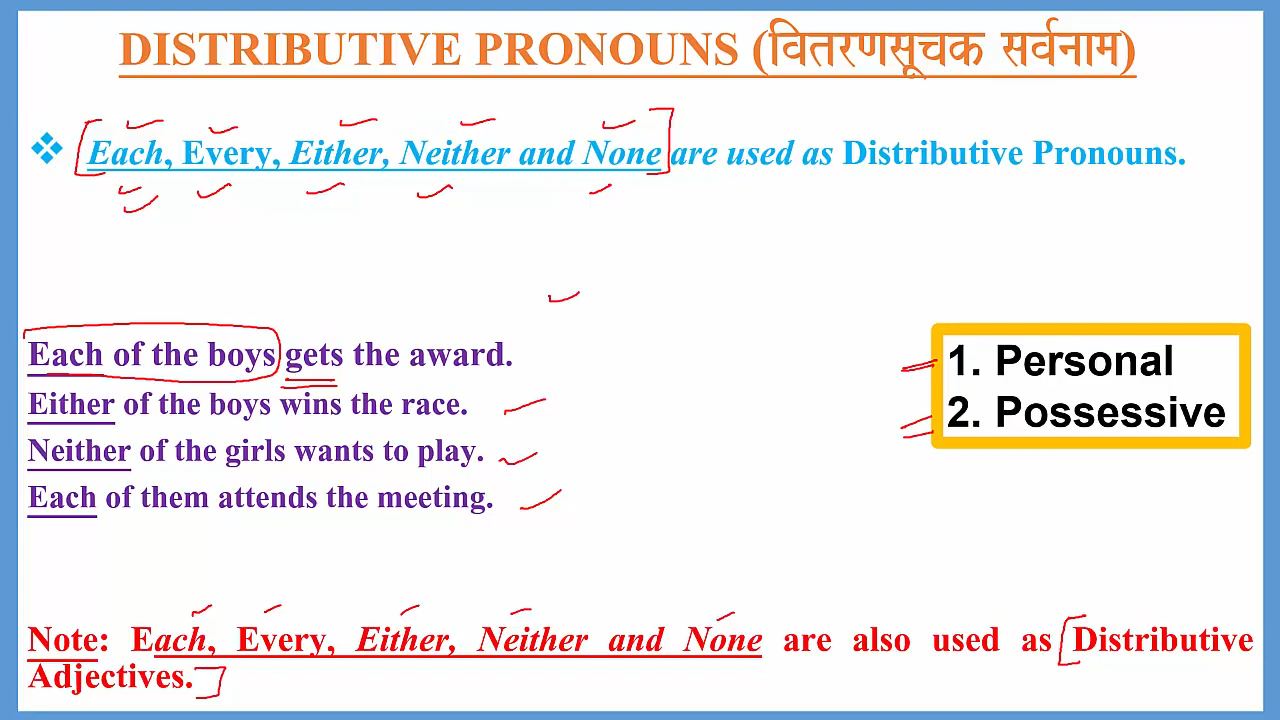 DISTRIBUTIVE PRONOUNS (वितरणसूचक सर्वनाम)
Each, Every, Either, Neither and None are used as Distributive Pronouns.
Each of the boys gets the award.
Either of the boys wins the race.
Neither of the girls wants to play.
Each of them attends the meeting.
1. Personal
2. Possessive
Note: Each, Every, Either, Neither and None are also used as Distributive
Adjectives.